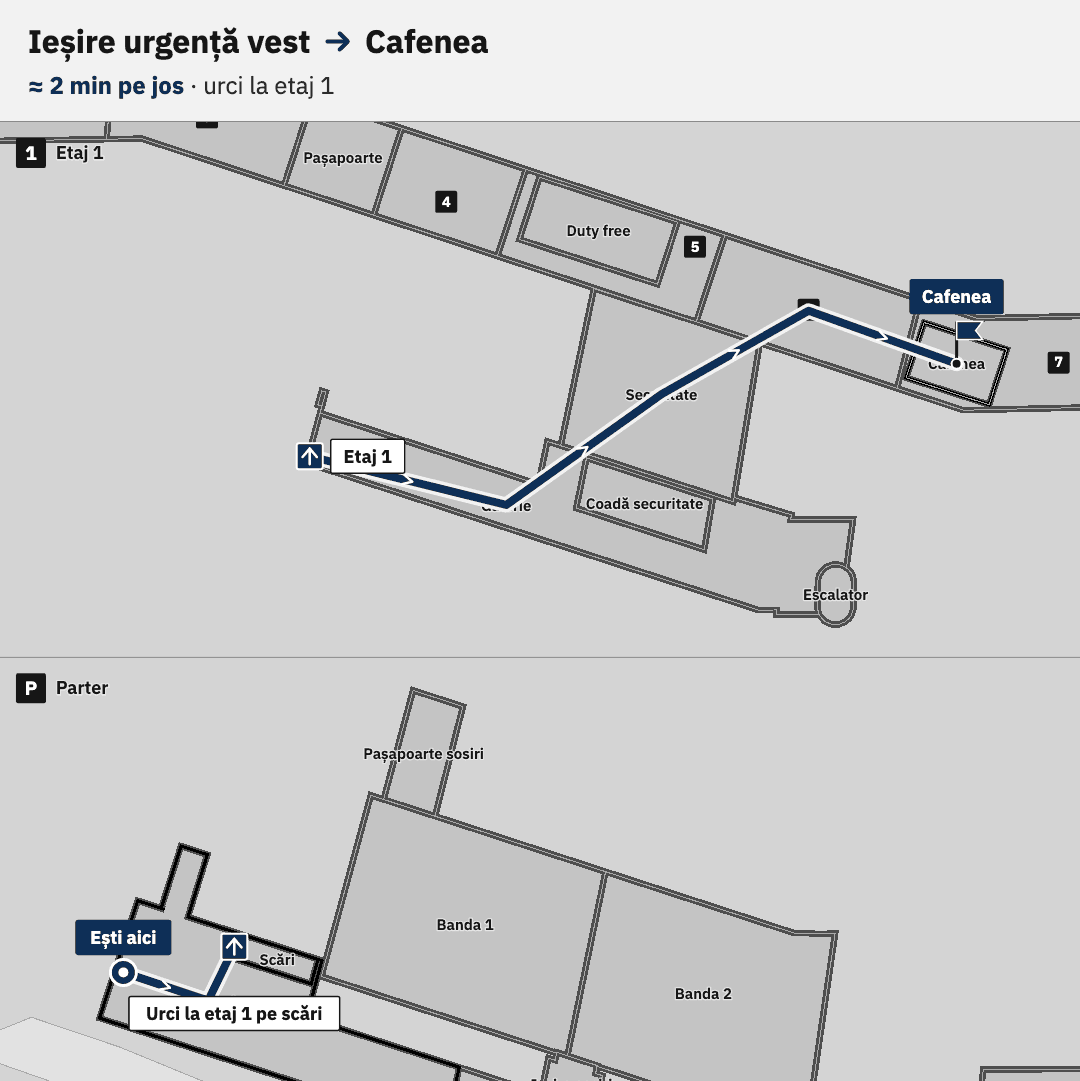 Ieșire urgență vest → Cafenea
≈ 2 min pe jos · urci la etaj 1
1 Etaj 1
Pașapoarte
4
Duty free
5
Cafenea
7
Etaj 1
Coadă securitate
Escalator
P Parter
Pașapoarte sosiri
Banda 1
Ești aici
Scări
Banda 2
Urci la etaj 1 pe scări